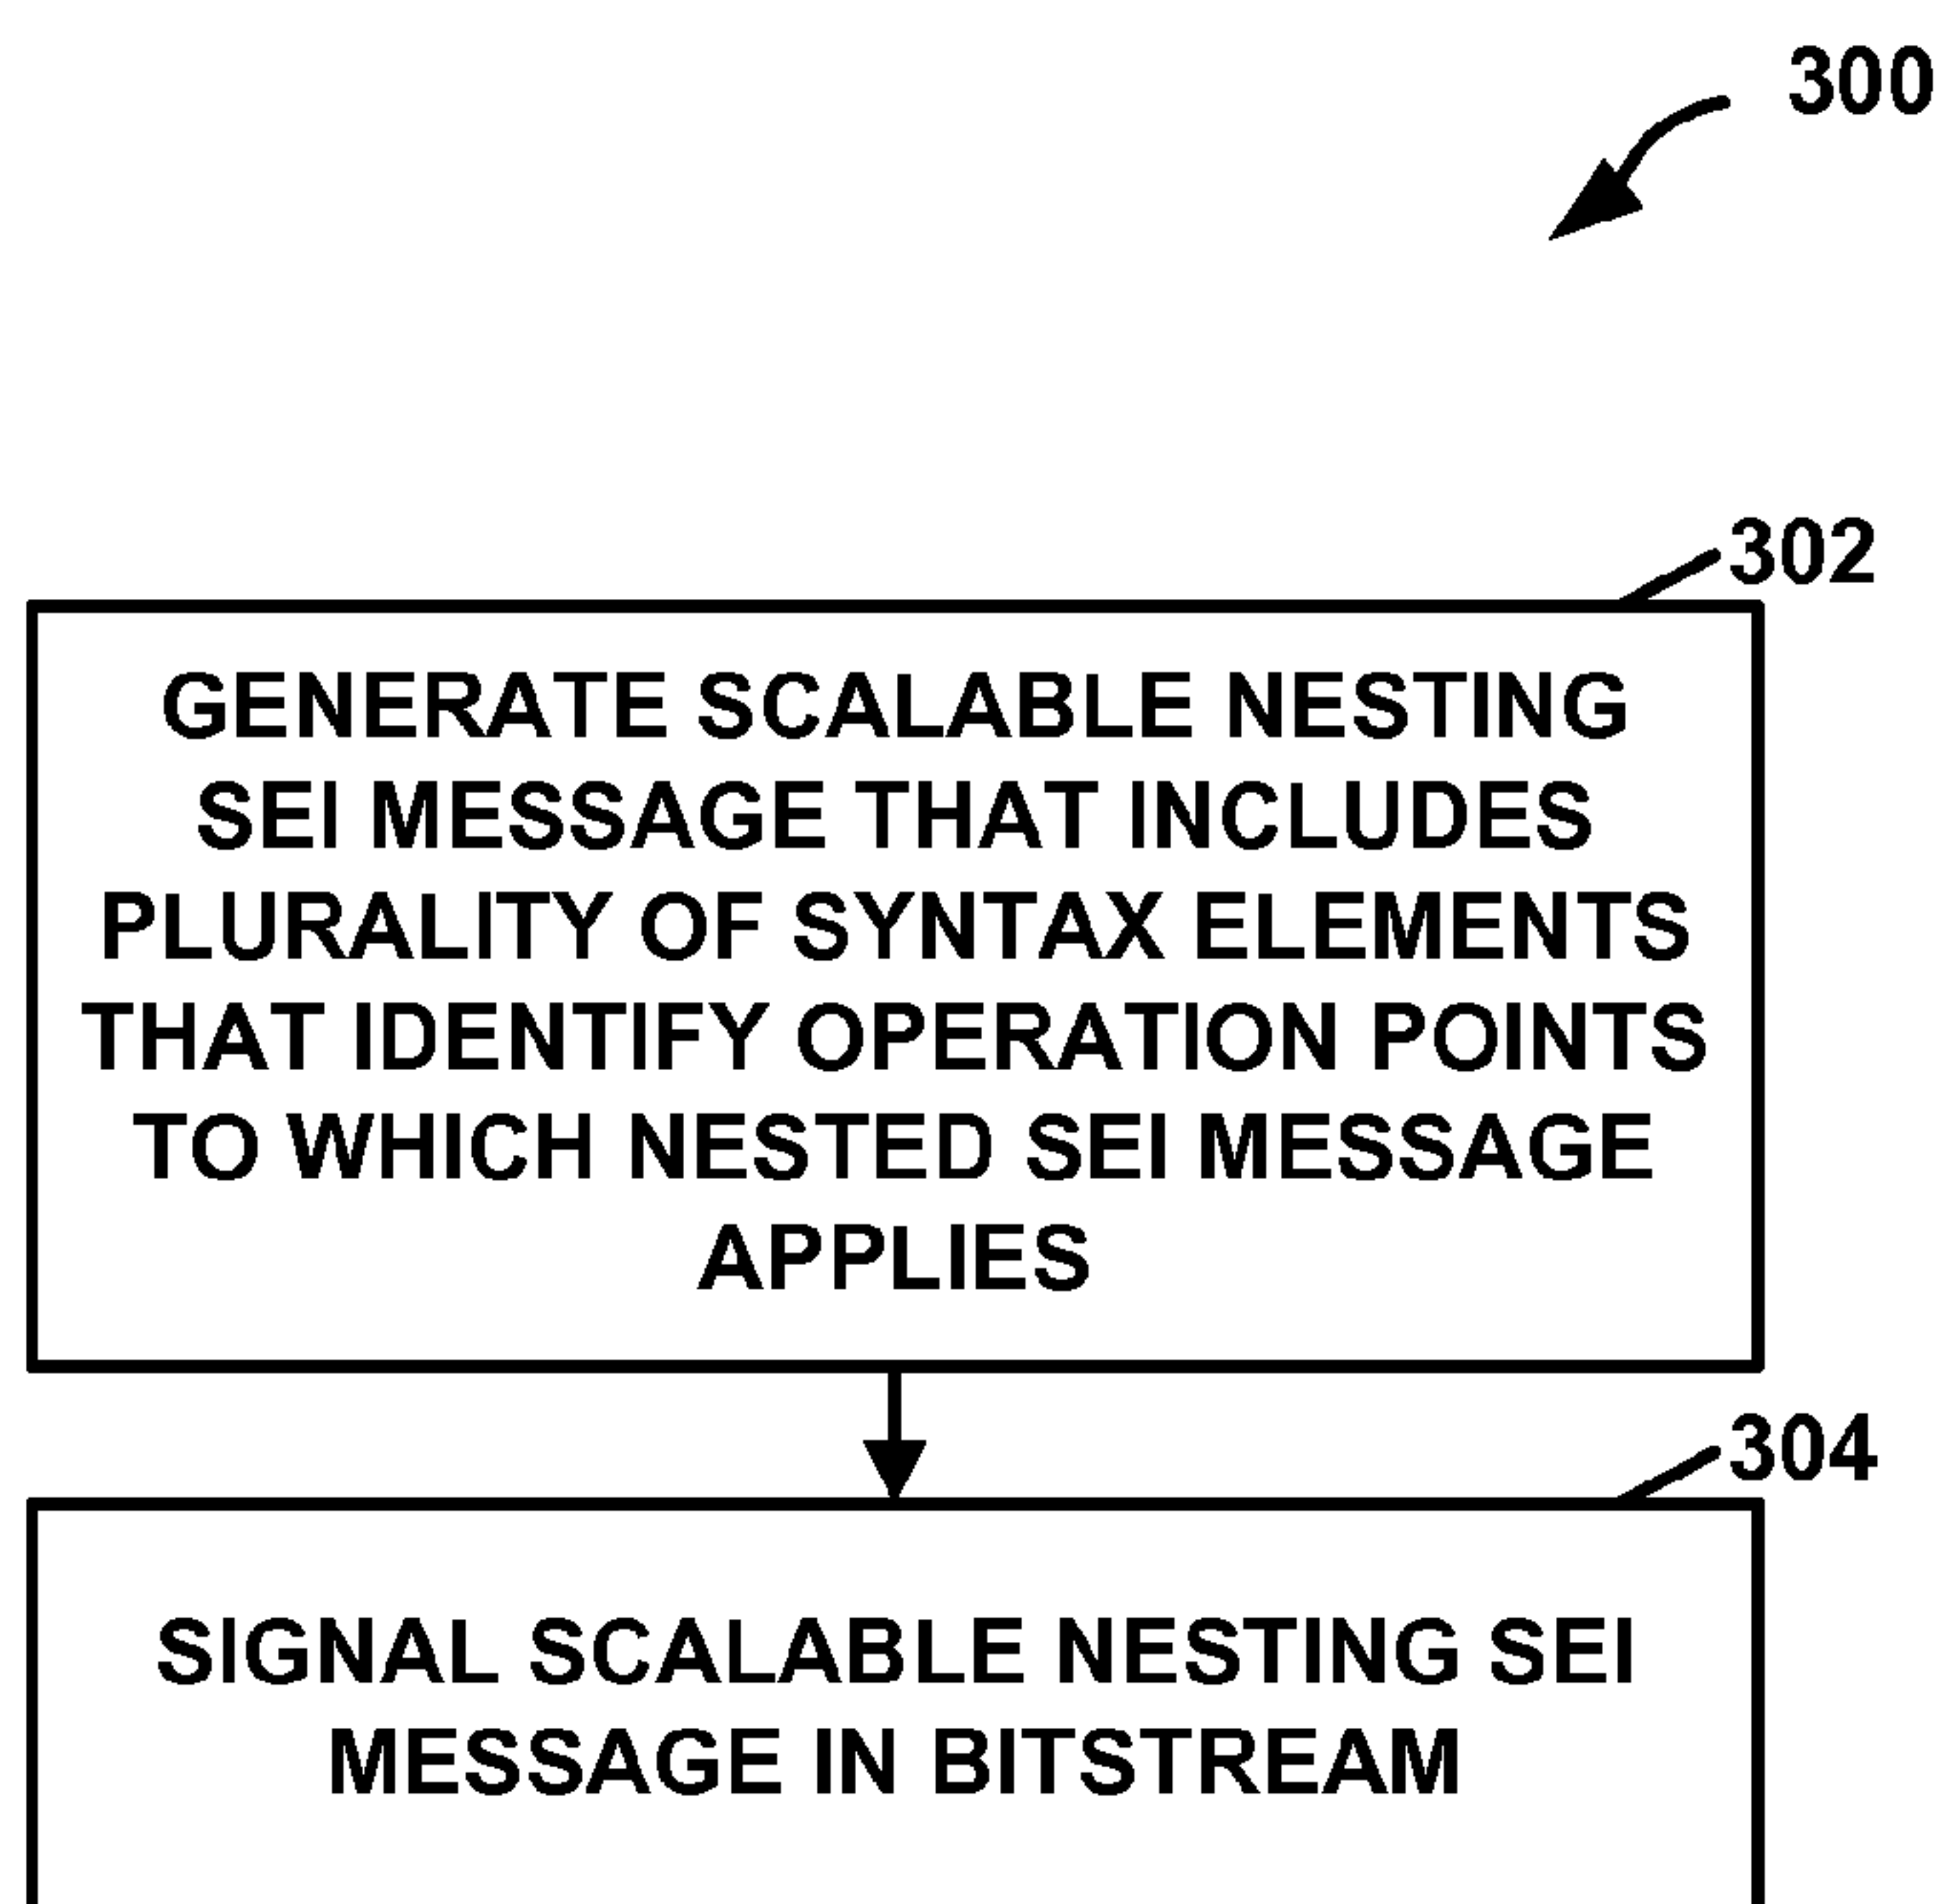 300
302
GENERATE SCALABLE NESTING
SEI MESSAGE THAT INCLUDES
PLURALITY OF SYNTAX ELEMENTS
THAT IDENTIFY OPERATION POINTS
TO WHICH NESTED SEI MESSAGE
APPLIES
304
SIGNAL SCALABLE NESTING SEI
MESSAGE IN BITSTREAM